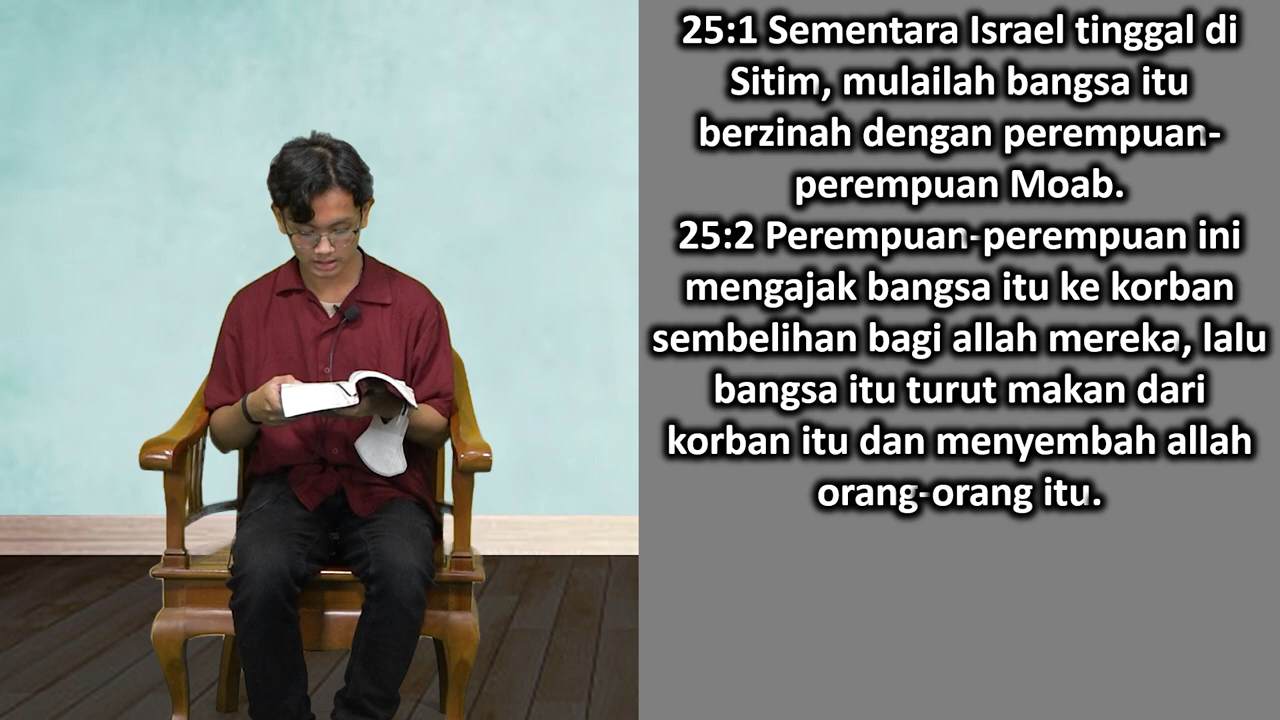 25:1 Sementara Israel tinggal di
Sitim, mulailah bangsa itu
berzinah dengan perempuan-
perempuan Moab.
25:2 Perempuan-perempuan ini
mengajak bangsa itu ke korban
sembelihan bagi allah mereka, lalu
bangsa itu turut makan dari
korban itu dan menyembah allah
orang-orang itu.